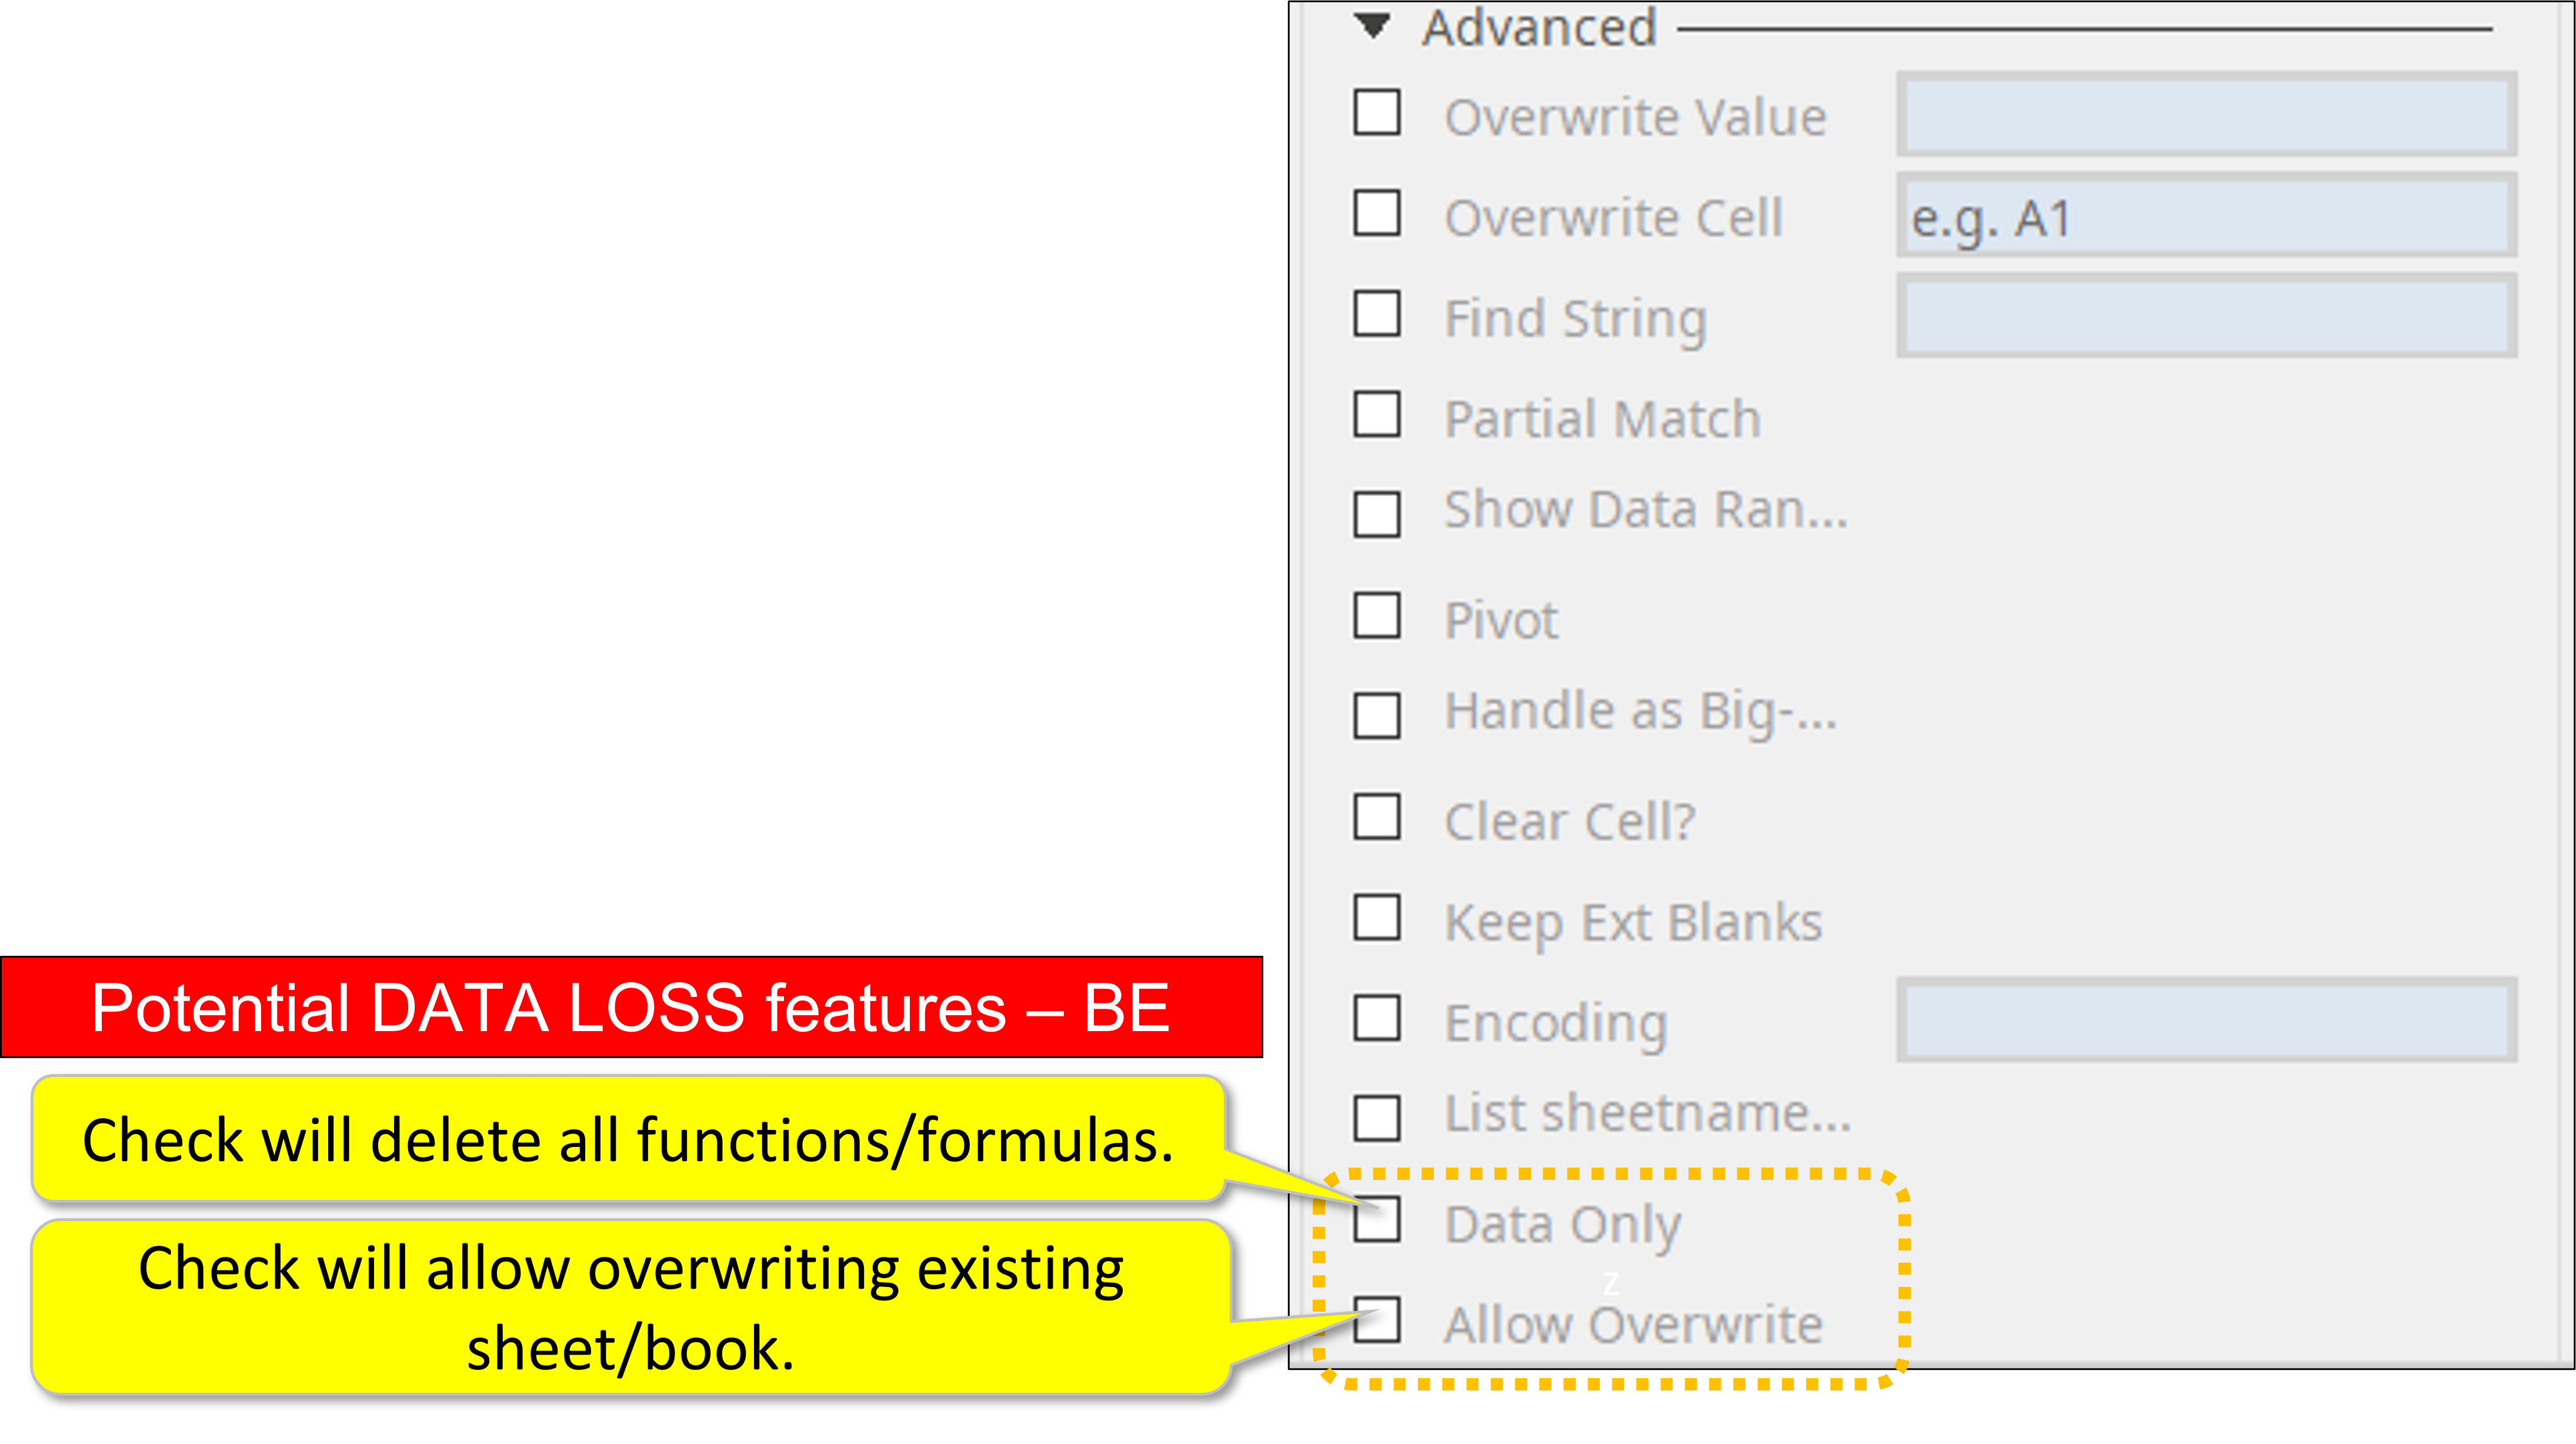 Advanced
Overwrite Value
Overwrite Cell e.g. A1
Find String
Partial Match
Show Data Ran...
Pivot
Handle as Big-...
Clear Cell?
Keep Ext Blanks
Encoding
List sheetname...
Data Only
z
Allow Overwrite
Potential DATA LOSS features – BE
Check will delete all functions/formulas.
Check will allow overwriting existing
sheet/book.